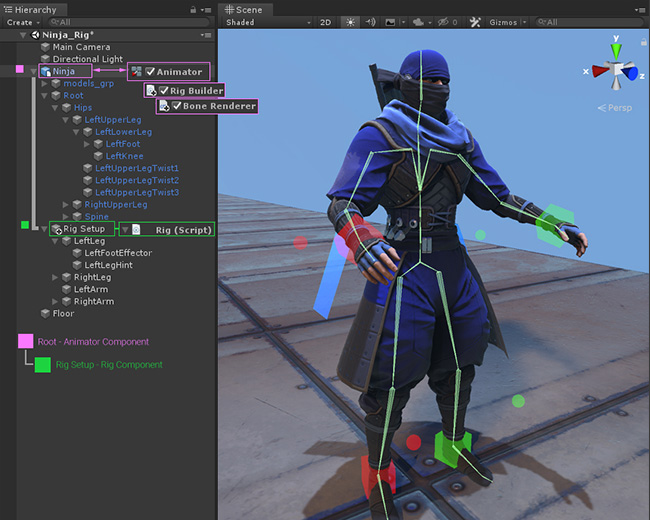 Hierarchy
Create
All
Ninja_Rig*
Main Camera
Directional Light
Ninja
Animator
models_grp
Rig Builder
Root
Bone Renderer
Hips
LeftUpperLeg
LeftLowerLeg
LeftFoot
LeftKnee
LeftUpperLegTwist1
LeftUpperLegTwist2
LeftUpperLegTwist3
RightUpperLeg
Spine
Rig Setup
Rig (Script)
LeftLeg
LeftFootEffector
LeftLegHint
RightLeg
LeftArm
RightArm
Floor
Root - Animator Component
Rig Setup - Rig Component
Scene
Shaded 2D 0 Gizmos All
y
x z
Persp